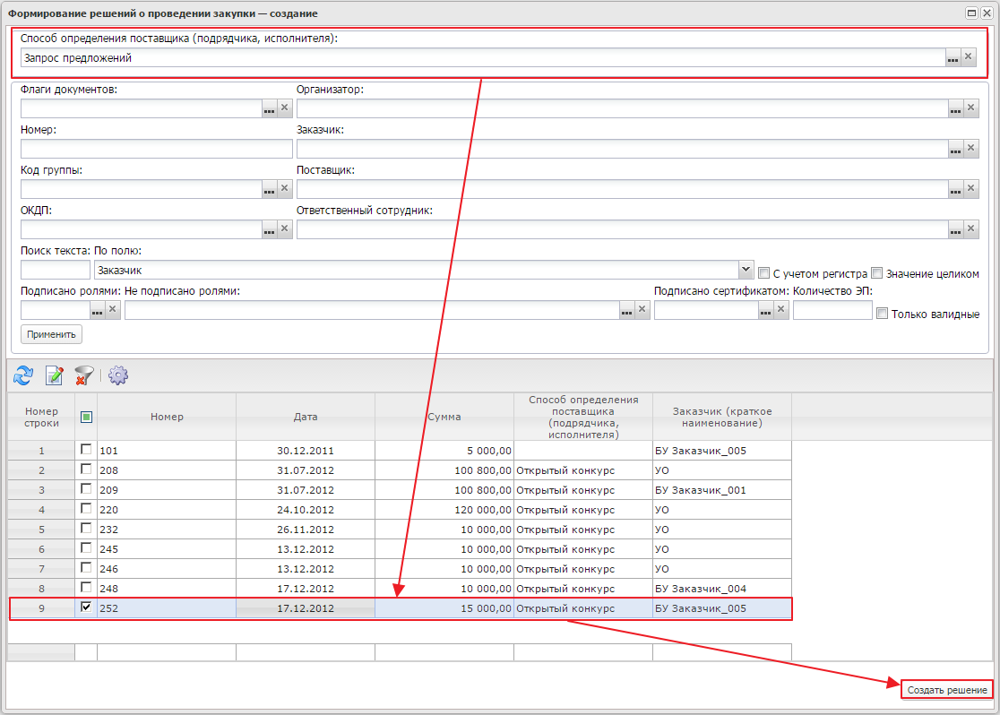 Формирование решений о проведении закупки — создание
Способ определения поставщика (подрядчика, исполнителя):
Запрос предложений
Флаги документов: Организатор:
Номер: Заказчик:
Код группы: Поставщик:
ОКДП: Ответственный сотрудник:
Поиск текста: По полю:
Заказчик С учетом регистра Значение целиком
Подписано ролями: Не подписано ролями: Подписано сертификатом: Количество ЭП:
Только валидные
Применить
Номер строки Номер Дата Сумма Способ определения поставщика (подрядчика, исполнителя) Заказчик (краткое наименование)
1 101 30.12.2011 5 000,00 БУ Заказчик_005
2 208 31.07.2012 100 800,00 Открытый конкурс УО
3 209 31.07.2012 100 800,00 Открытый конкурс БУ Заказчик_001
4 220 24.10.2012 120 000,00 Открытый конкурс УО
5 232 26.11.2012 10 000,00 Открытый конкурс УО
6 245 13.12.2012 10 000,00 Открытый конкурс УО
7 246 13.12.2012 10 000,00 Открытый конкурс УО
8 248 17.12.2012 10 000,00 Открытый конкурс БУ Заказчик_004
9 252 17.12.2012 15 000,00 Открытый конкурс БУ Заказчик_005
Создать решение